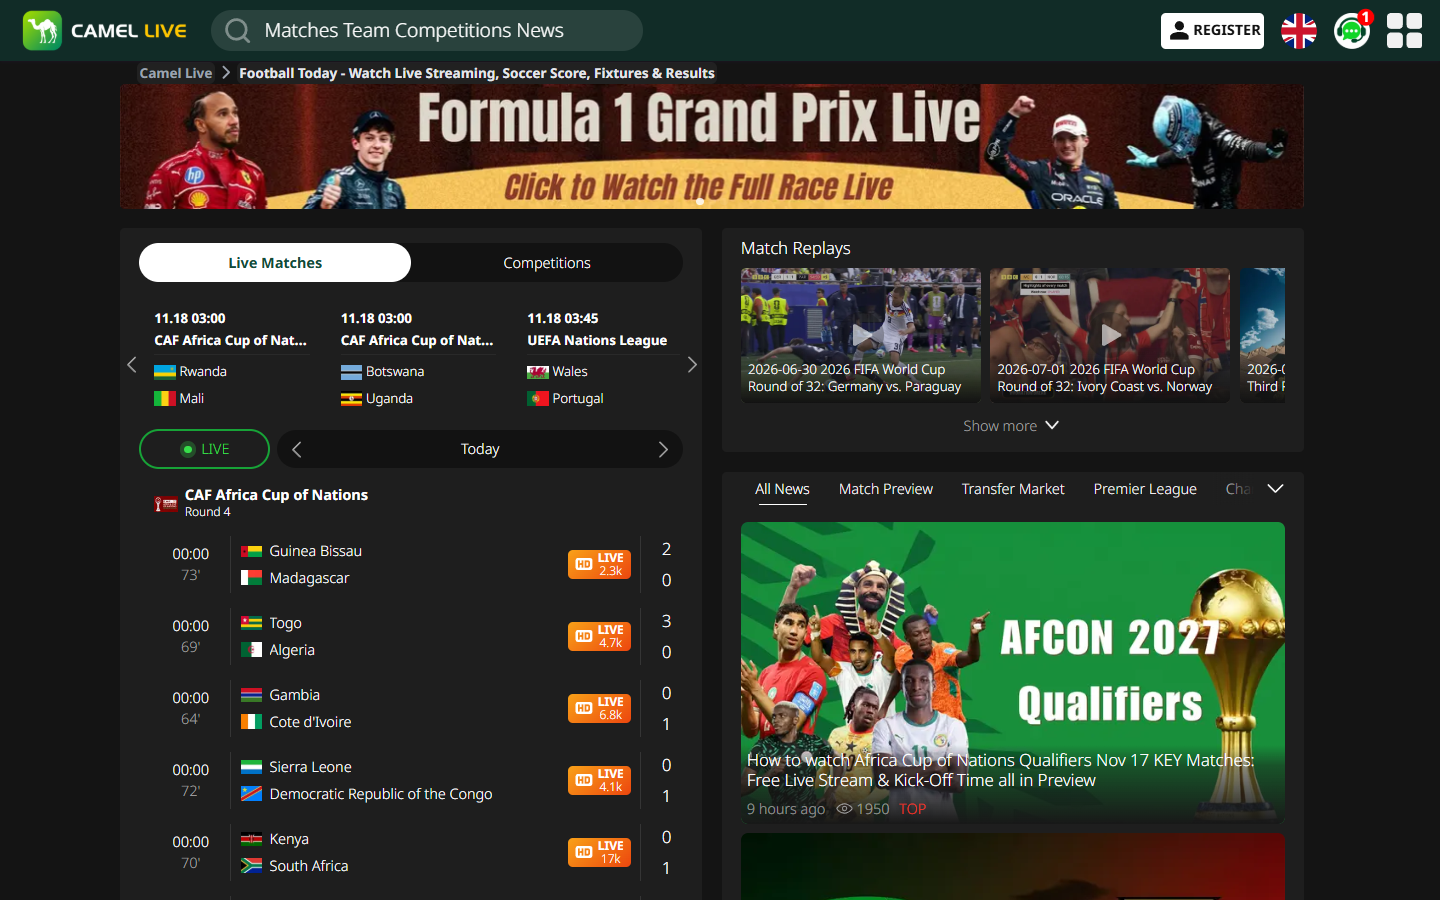 CAMEL LIVE
Matches Team Competitions News
REGISTER
1
Camel Live
Football Today - Watch Live Streaming, Soccer Score, Fixtures & Results
Formula 1 Grand Prix Live
Click to Watch the Full Race Live
hp
ORACLE
Live Matches
Competitions
11.18 03:00
CAF Africa Cup of Nat...
Rwanda
Mali
11.18 03:00
CAF Africa Cup of Nat...
Botswana
Uganda
11.18 03:45
UEFA Nations League
Wales
Portugal
LIVE
Today
CAF Africa Cup of Nations
Round 4
00:00
73'
Guinea Bissau
Madagascar
HD LIVE
2.3k
2
0
00:00
69'
Togo
Algeria
HD LIVE
4.7k
3
0
00:00
64'
Gambia
Cote d'Ivoire
HD LIVE
6.8k
0
1
00:00
72'
Sierra Leone
Democratic Republic of the Congo
HD LIVE
4.1k
0
1
00:00
70'
Kenya
South Africa
HD LIVE
17k
0
1
Match Replays
2026-06-30 2026 FIFA World Cup
Round of 32: Germany vs. Paraguay
2026-07-01 2026 FIFA World Cup
Round of 32: Ivory Coast vs. Norway
2026-0
Third
Show more
All News
Match Preview
Transfer Market
Premier League
Cha
AFCON 2027
Qualifiers
How to watch Africa Cup of Nations Qualifiers Nov 17 KEY Matches:
Free Live Stream & Kick-Off Time all in Preview
9 hours ago
1950
TOP